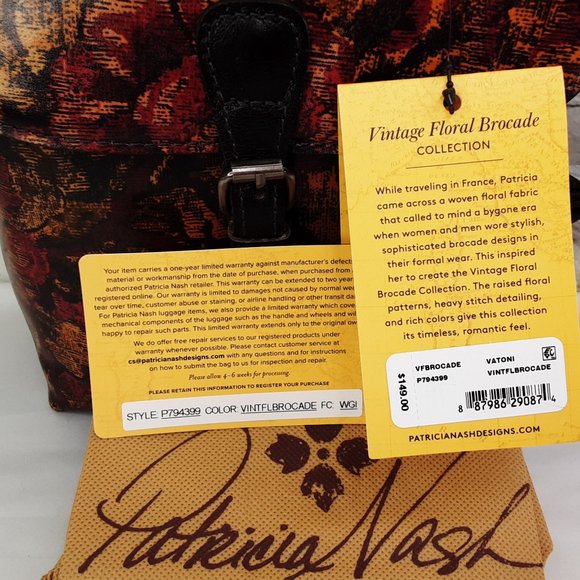 Vintage Floral Brocade
COLLECTION
While traveling in France, Patricia
came across a woven floral fabric
that called to mind a bygone era
when women and men wore stylish,
sophisticated brocade designs in
their formal wear. This inspired
her to create the Vintage Floral
Brocade Collection. The raised floral
patterns, heavy stitch detailing,
and rich colors give this collection
its timeless, romantic feel.
$149.00
VFBROCADE VATONI
P794399 VINTFLBROCADE
8 87986 29087 4
PATRICIANASHDESIGNS.COM
Your item carries a one-year limited warranty against manufacturer's defect
material or workmanship from the date of purchase, when purchased from
authorized Patricia Nash retailer. This warranty can be extended to two year
registered online. Our warranty is limited to damages not caused by normal wea
tear over time, customer abuse or staining, or airline handling or other transit da
For Patricia Nash luggage items, we also provide a limited warranty which cove
mechanical components of the luggage such as the handle and wheels and wil
happy to repair such parts. This limited warranty extends only to the original ow
We do offer free repair services to our registered products under
warranty whenever possible. Please contact customer service at
cs@patricianashdesigns.com with any questions and for instructions
on how to submit the bag to us for inspection and repair.
Please allow 4–6 weeks for processing.
PLEASE RETAIN THIS INFORMATION TO REGISTER YOUR PURCHASE
STYLE: P794399 COLOR: VINTFLBROCADE FC: WGI
Patricia Nash